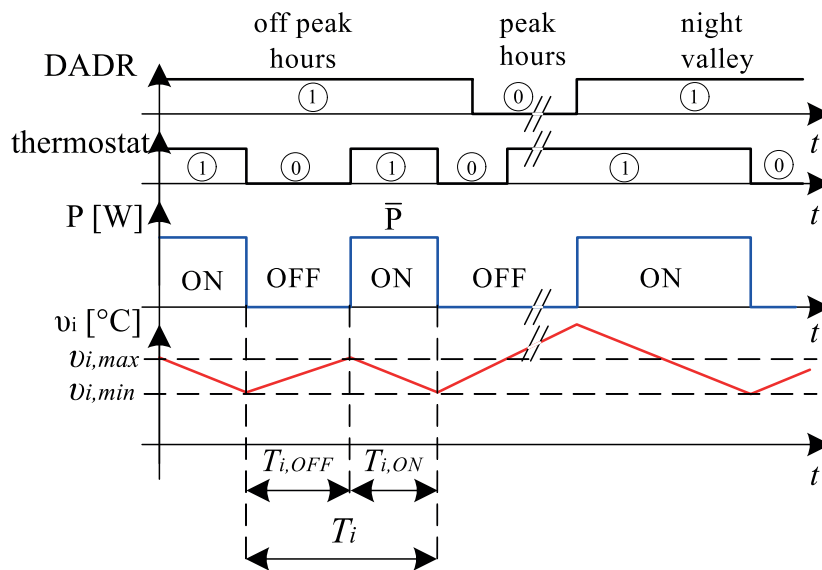 off peak hours
peak hours
night valley
DADR
1
0
1
t
thermostat
1
0
1
0
1
0
t
P [W]
P̅
ON
OFF
ON
OFF
ON
t
υi [°C]
υi,max
υi,min
t
Ti,OFF
Ti,ON
Ti